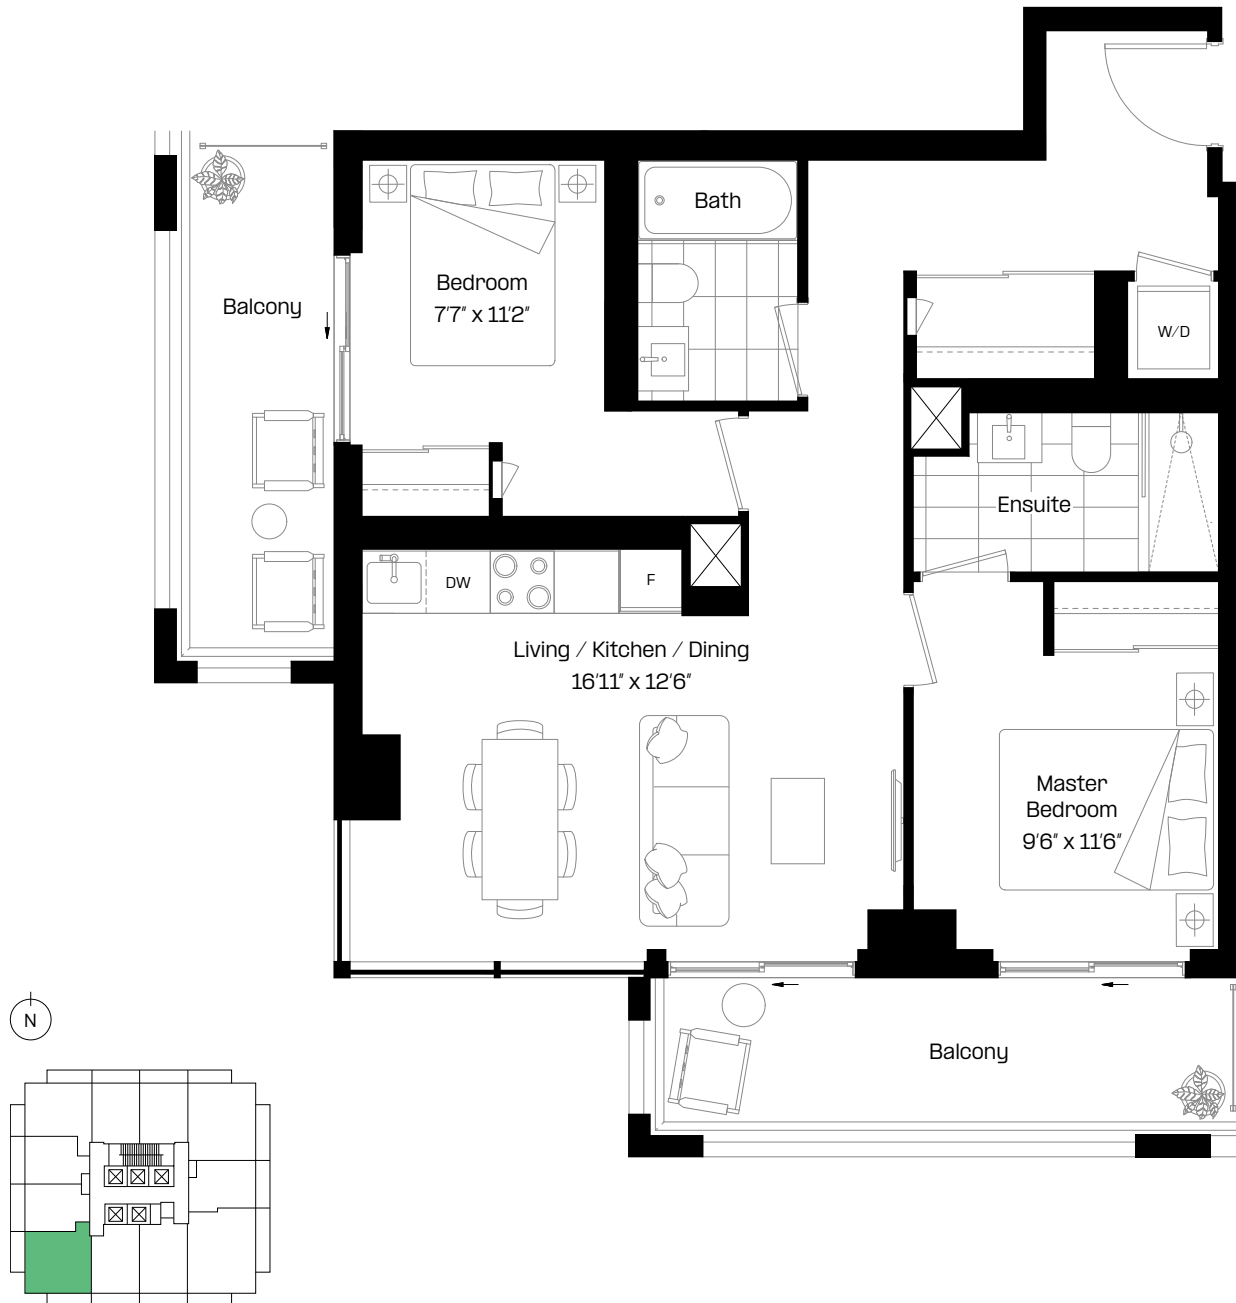 Bath
Bedroom
7'7" x 11'2"
Balcony
W/D
Ensuite
DW
F
Living / Kitchen / Dining
16'11" x 12'6"
Master
Bedroom
9'6" x 11'6"
Balcony
N